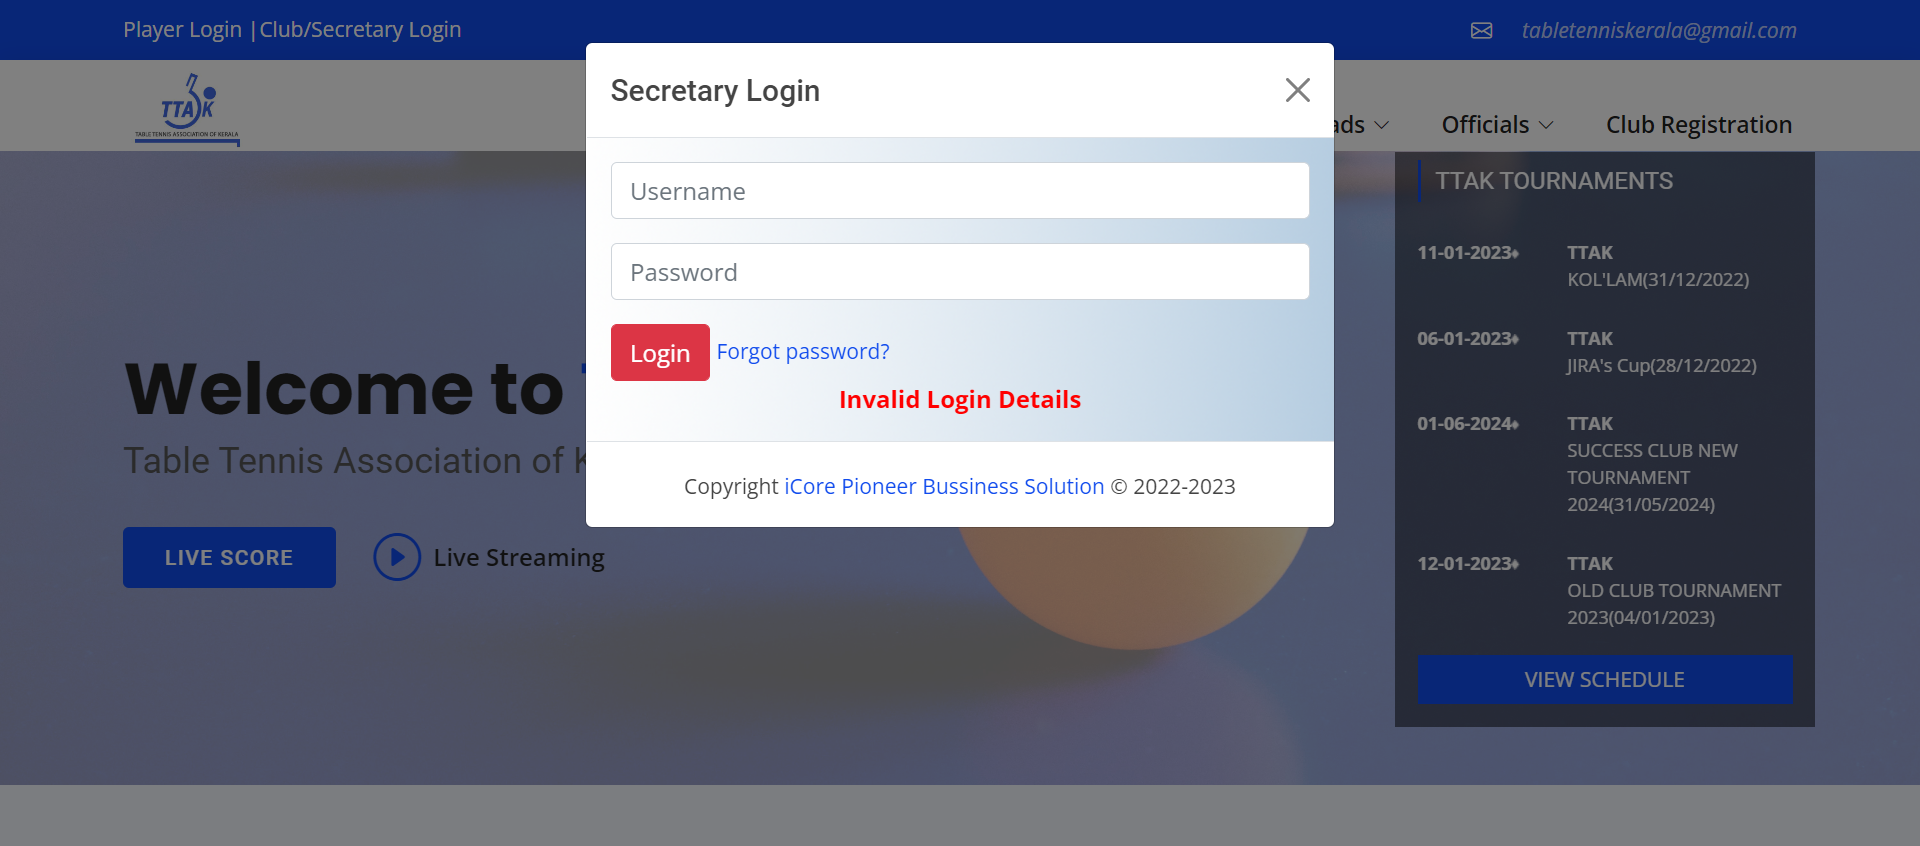 Player Login |Club/Secretary Login
tabletenniskerala@gmail.com
Secretary Login
TTAK
TABLE TENNIS ASSOCIATION OF KERALA
ads
Officials
Club Registration
Username
Password
Login
Forgot password?
Invalid Login Details
Copyright iCore Pioneer Bussiness Solution © 2022-2023
Welcome to
Table Tennis Association of K
LIVE SCORE
Live Streaming
TTAK TOURNAMENTS
11-01-2023♦ TTAK
KOL'LAM(31/12/2022)
06-01-2023♦ TTAK
JIRA's Cup(28/12/2022)
01-06-2024♦ TTAK
SUCCESS CLUB NEW
TOURNAMENT
2024(31/05/2024)
12-01-2023♦ TTAK
OLD CLUB TOURNAMENT
2023(04/01/2023)
VIEW SCHEDULE